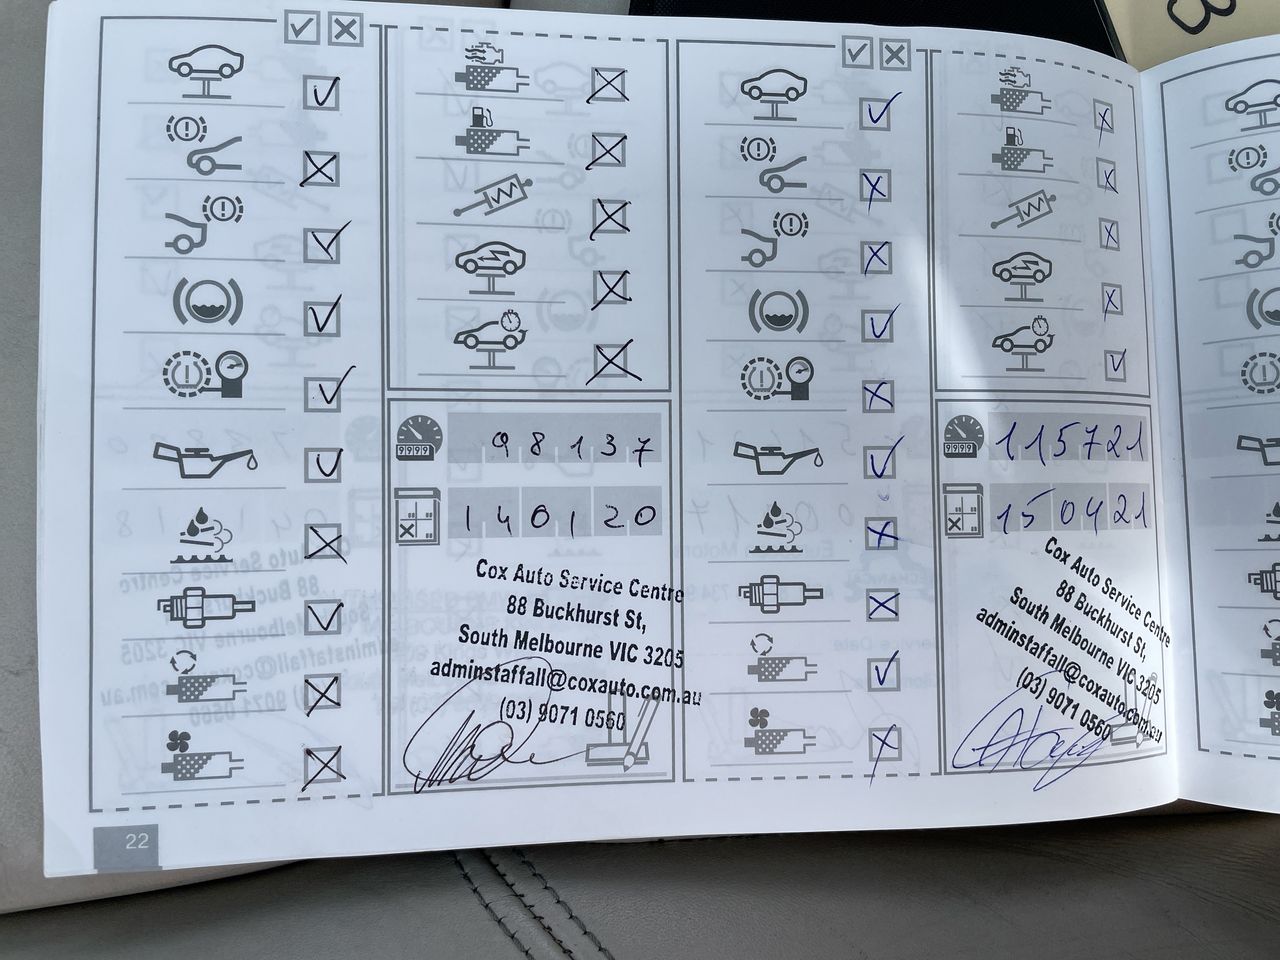 98137
140120
Cox Auto Service Centre
88 Buckhurst St,
South Melbourne VIC 3205
adminstaffall@coxauto.com.au
(03) 9071 0560
115721
150421
Cox Auto Service Centre
88 Buckhurst St,
South Melbourne VIC 3205
adminstaffall@coxauto.com.au
(03) 9071 0560
22